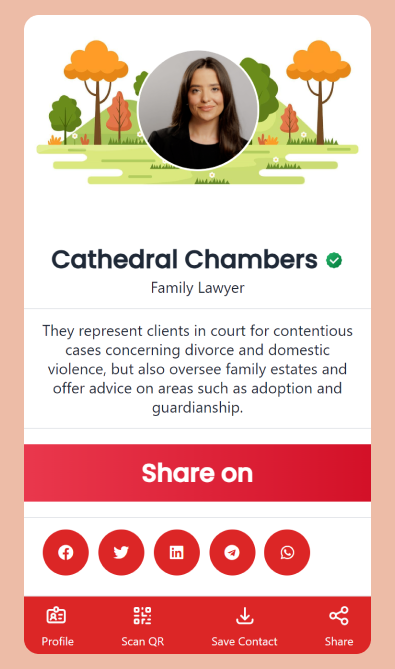 Cathedral Chambers
Family Lawyer
They represent clients in court for contentious
cases concerning divorce and domestic
violence, but also oversee family estates and
offer advice on areas such as adoption and
guardianship.
Share on
Profile
Scan QR
Save Contact
Share